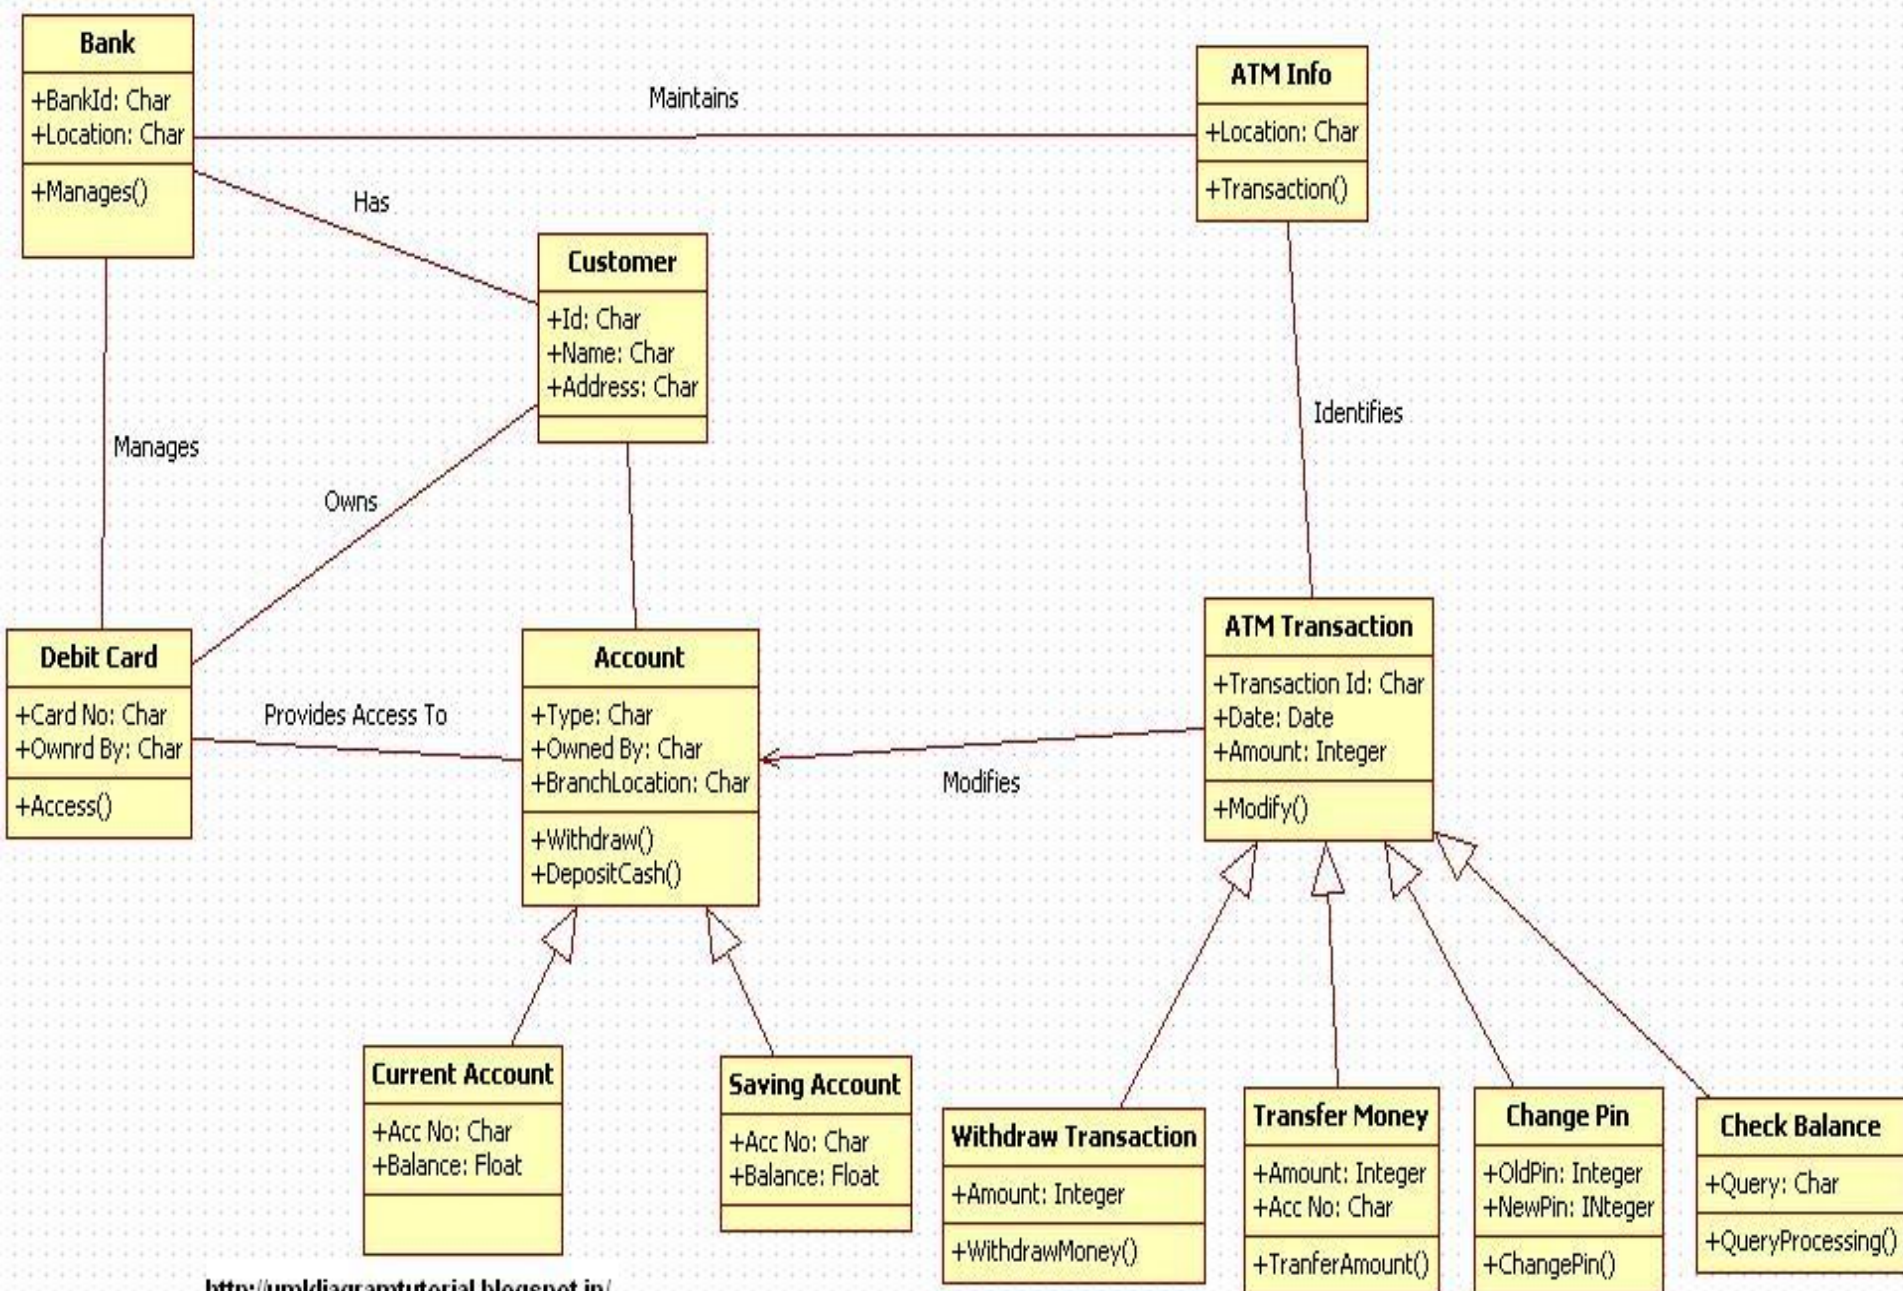 Bank
+BankId: Char
+Location: Char
+Manages()
Maintains
ATM Info
+Location: Char
+Transaction()
Has
Customer
+Id: Char
+Name: Char
+Address: Char
Manages
Owns
Identifies
Debit Card
+Card No: Char
+Ownrd By: Char
+Access()
Provides Access To
Account
+Type: Char
+Owned By: Char
+BranchLocation: Char
+Withdraw()
+DepositCash()
Modifies
ATM Transaction
+Transaction Id: Char
+Date: Date
+Amount: Integer
+Modify()
Current Account
+Acc No: Char
+Balance: Float
Saving Account
+Acc No: Char
+Balance: Float
Withdraw Transaction
+Amount: Integer
+WithdrawMoney()
Transfer Money
+Amount: Integer
+Acc No: Char
+TranferAmount()
Change Pin
+OldPin: Integer
+NewPin: INteger
+ChangePin()
Check Balance
+Query: Char
+QueryProcessing()
http://umldiagramtutorial.blogspot.in/